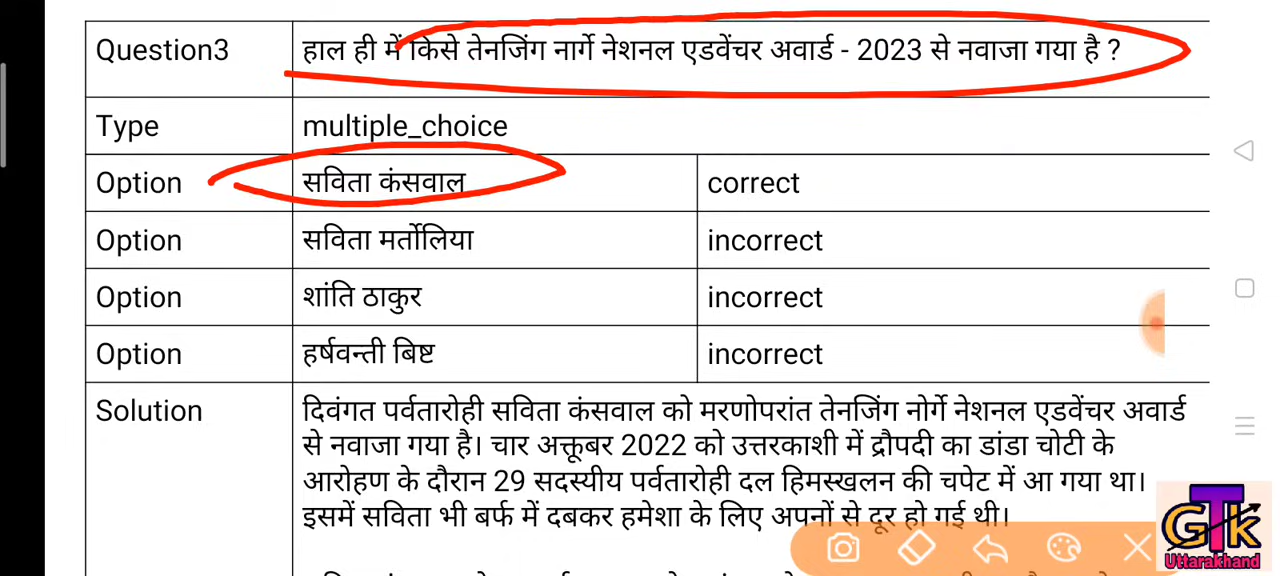 Question3 हाल ही में किसे तेनजिंग नार्गे नेशनल एडवेंचर अवार्ड - 2023 से नवाजा गया है ?
Type multiple_choice
Option सविता कंसवाल correct
Option सविता मर्तोलिया incorrect
Option शांति ठाकुर incorrect
Option हर्षवन्ती बिष्ट incorrect
Solution दिवंगत पर्वतारोही सविता कंसवाल को मरणोपरांत तेनजिंग नोर्गे नेशनल एडवेंचर अवार्ड
से नवाजा गया है। चार अक्तूबर 2022 को उत्तरकाशी में द्रौपदी का डांडा चोटी के
आरोहण के दौरान 29 सदस्यीय पर्वतारोही दल हिमस्खलन की चपेट में आ गया था।
इसमें सविता भी बर्फ में दबकर हमेशा के लिए अपनों से दूर हो गई थी।
GTK
Uttarakhand